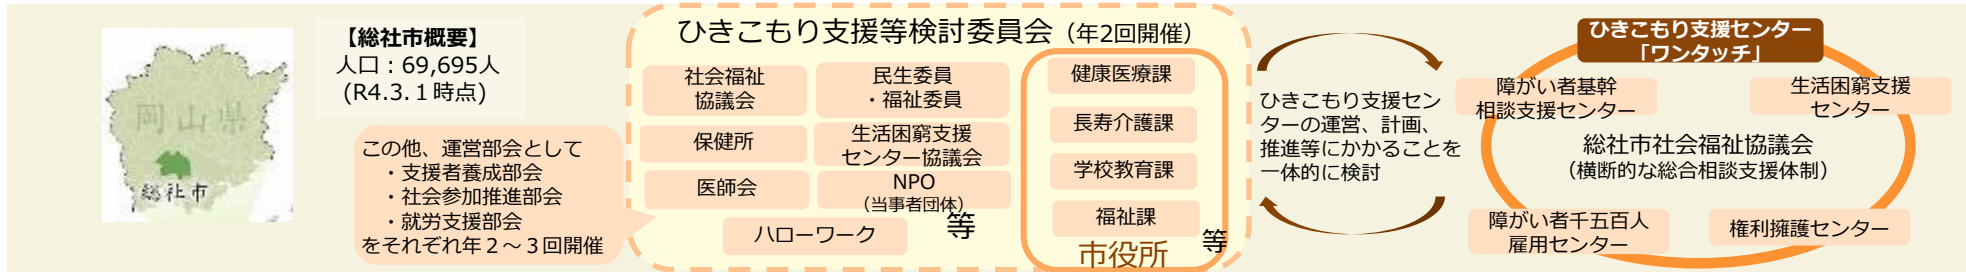 岡山県
総社市
【総社市概要】
人口：69,695人
(R4.3.１時点)
この他、運営部会として
・支援者養成部会
・社会参加推進部会
・就労支援部会
をそれぞれ年２～３回開催
ひきこもり支援等検討委員会（年2回開催）
社会福祉
協議会
民生委員
・福祉委員
保健所
生活困窮支援
センター協議会
医師会
NPO
（当事者団体）
ハローワーク
等
健康医療課
長寿介護課
学校教育課
福祉課
市役所
等
ひきこもり支援セン
ターの運営、計画、
推進等にかかることを
一体的に検討
ひきこもり支援センター
「ワンタッチ」
障がい者基幹
相談支援センター
生活困窮支援
センター
総社市社会福祉協議会
（横断的な総合相談支援体制）
障がい者千五百人
雇用センター
権利擁護センター